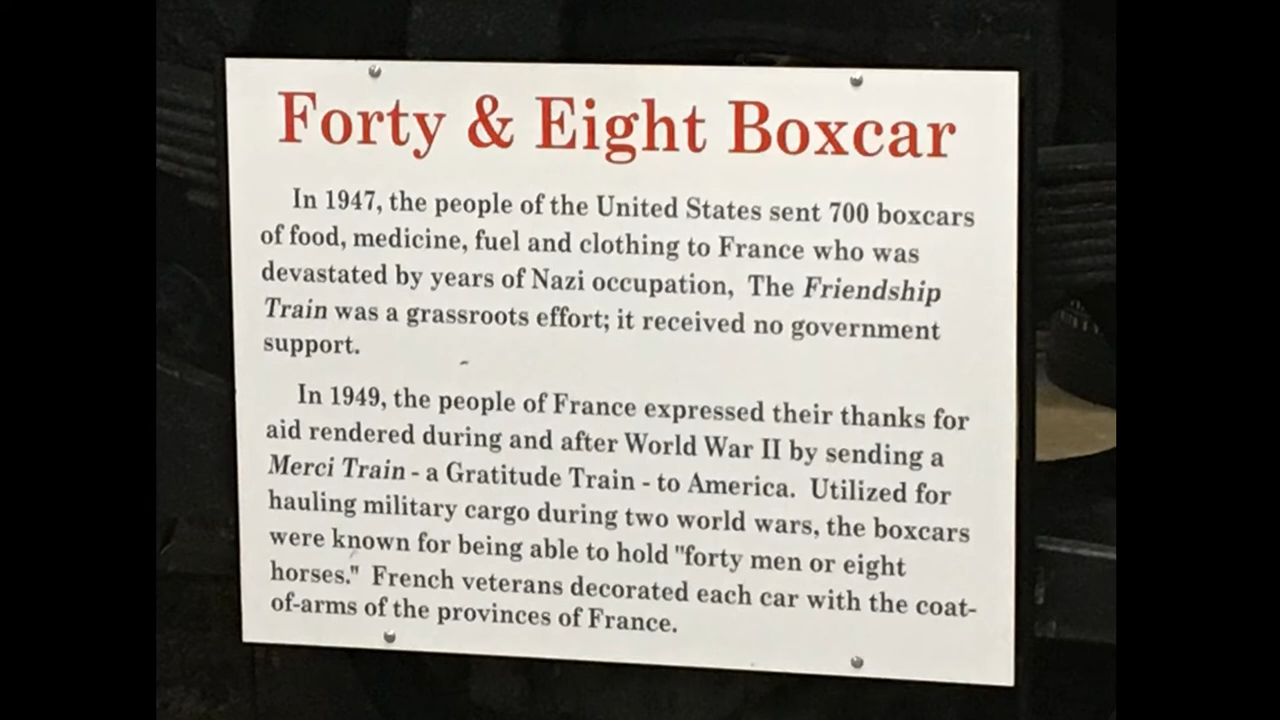 Forty & Eight Boxcar
In 1947, the people of the United States sent 700 boxcars
of food, medicine, fuel and clothing to France who was
devastated by years of Nazi occupation,  The Friendship
Train was a grassroots effort; it received no government
support.
In 1949, the people of France expressed their thanks for
aid rendered during and after World War II by sending a
Merci Train - a Gratitude Train - to America.  Utilized for
hauling military cargo during two world wars, the boxcars
were known for being able to hold "forty men or eight
horses."  French veterans decorated each car with the coat-
of-arms of the provinces of France.